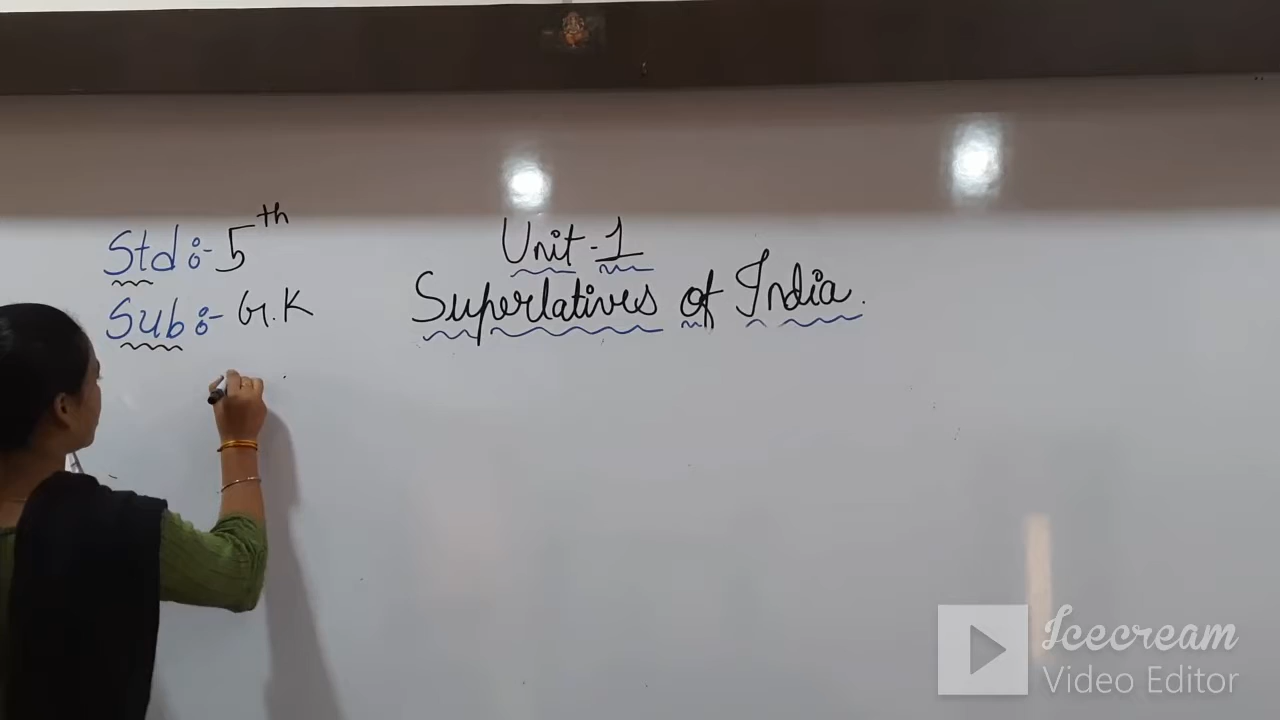 Std :- 5th
Sub :- G.K
Unit - 1
Superlatives of India.
Icecream
Video Editor